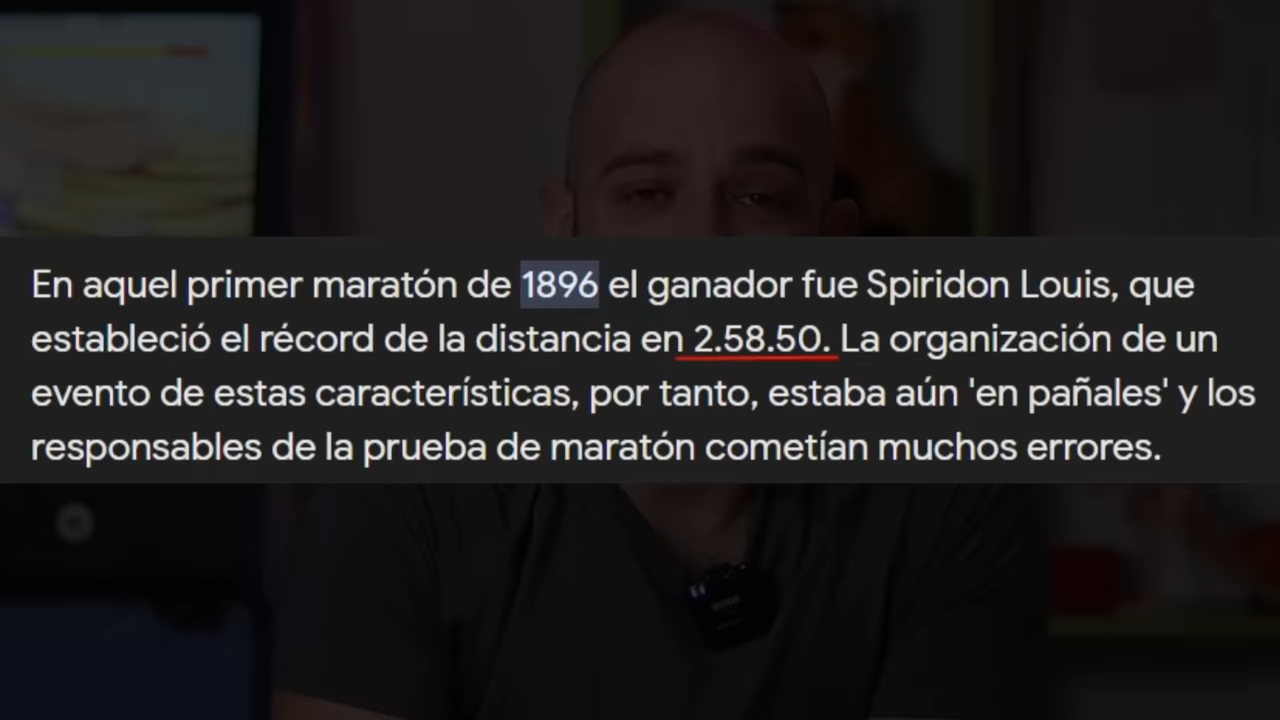 En aquel primer maratón de 1896 el ganador fue Spiridon Louis, que
estableció el récord de la distancia en 2.58.50. La organización de un
evento de estas características, por tanto, estaba aún 'en pañales' y los
responsables de la prueba de maratón cometían muchos errores.